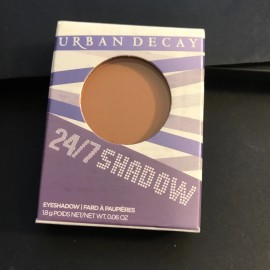 URBAN DECAY
24/7 SHADOW
EYESHADOW | FARD À PAUPIÈRES
1.8 g POIDS NET/NET WT. 0.06 OZ